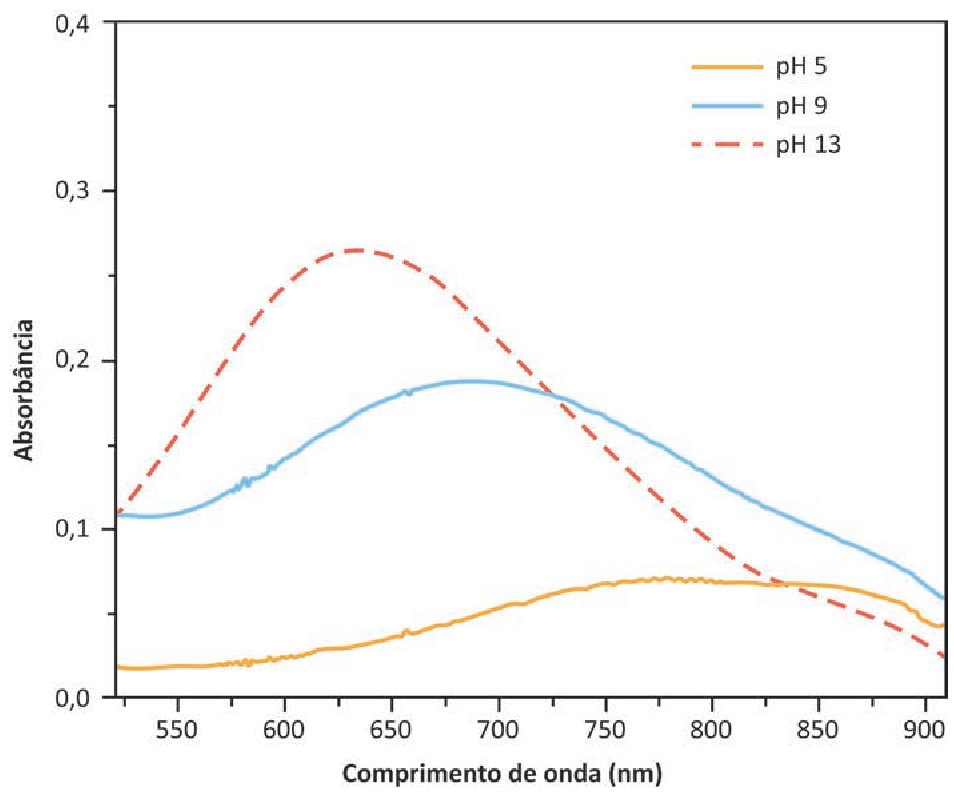 0,4
pH 5
pH 9
pH 13
0,3
0,2
0,1
0,0
Absorbância
550 600 650 700 750 800 850 900
Comprimento de onda (nm)